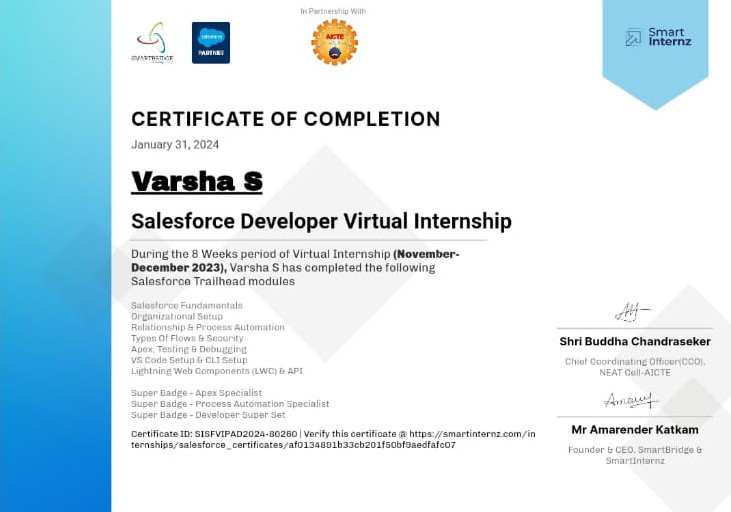 In Partnership With
SMARTBRIDGE
salesforce
PARTNER
AICTE
Smart
Internz
CERTIFICATE OF COMPLETION
January 31, 2024
Varsha S
Salesforce Developer Virtual Internship
During the 8 Weeks period of Virtual Internship (November-
December 2023), Varsha S has completed the following
Salesforce Trailhead modules
Salesforce Fundamentals
Organizational Setup
Relationship & Process Automation
Types Of Flows & Security
Apex, Testing & Debugging
VS Code Setup & CLI Setup
Lightning Web Components (LWC) & API
Super Badge - Apex Specialist
Super Badge - Process Automation Specialist
Super Badge - Developer Super Set
Certificate ID: SISFVIPAD2024-80260 | Verify this certificate @ https://smartinternz.com/in
ternships/salesforce_certificates/af0134891b33cb201f50bf9aedfafc07
Shri Buddha Chandraseker
Chief Coordinating Officer(CCO),
NEAT Cell-AICTE
Mr Amarender Katkam
Founder & CEO, SmartBridge &
SmartInternz